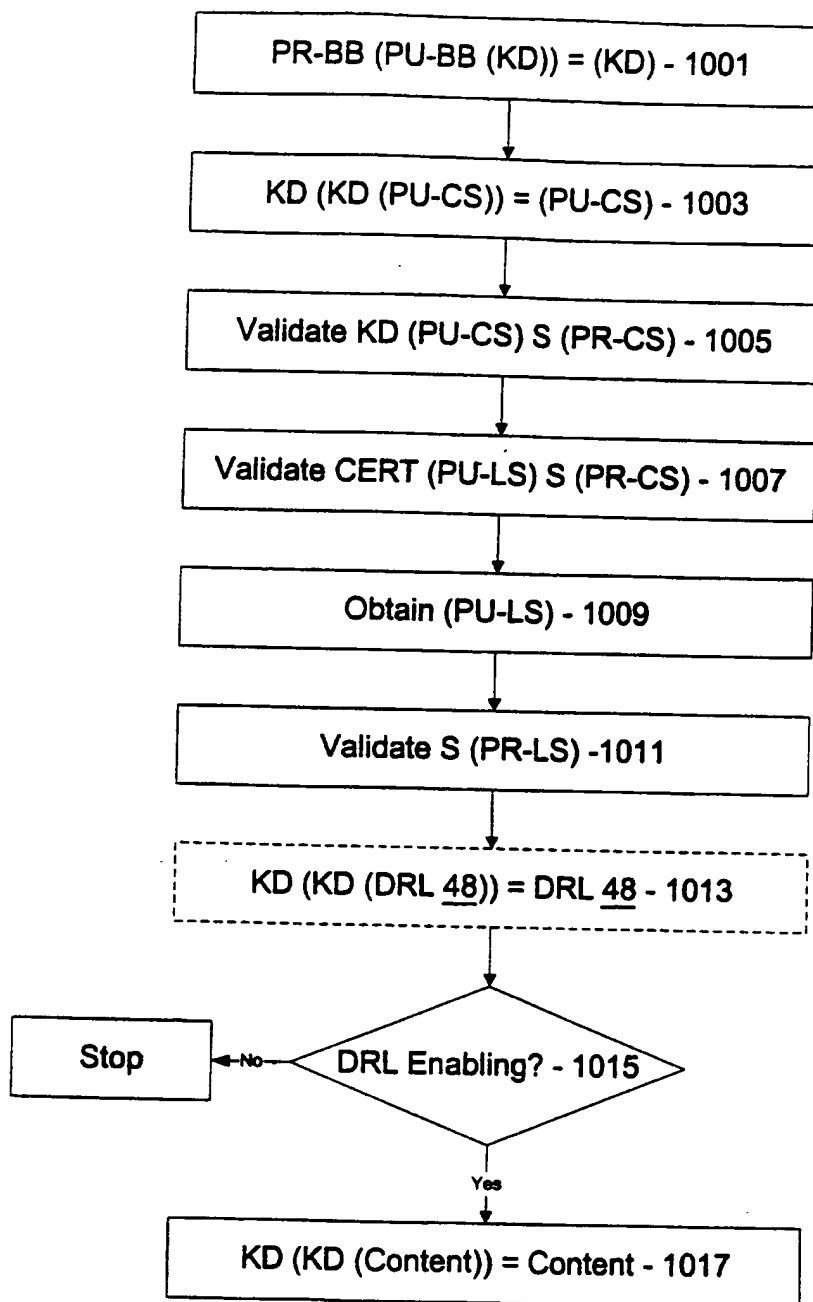 PR-BB (PU-BB (KD)) = (KD) - 1001
KD (KD (PU-CS)) = (PU-CS) - 1003
Validate KD (PU-CS) S (PR-CS) - 1005
Validate CERT (PU-LS) S (PR-CS) - 1007
Obtain (PU-LS) - 1009
Validate S (PR-LS) -1011
KD (KD (DRL 48)) = DRL 48 - 1013
DRL Enabling? - 1015
No
Stop
Yes
KD (KD (Content)) = Content - 1017